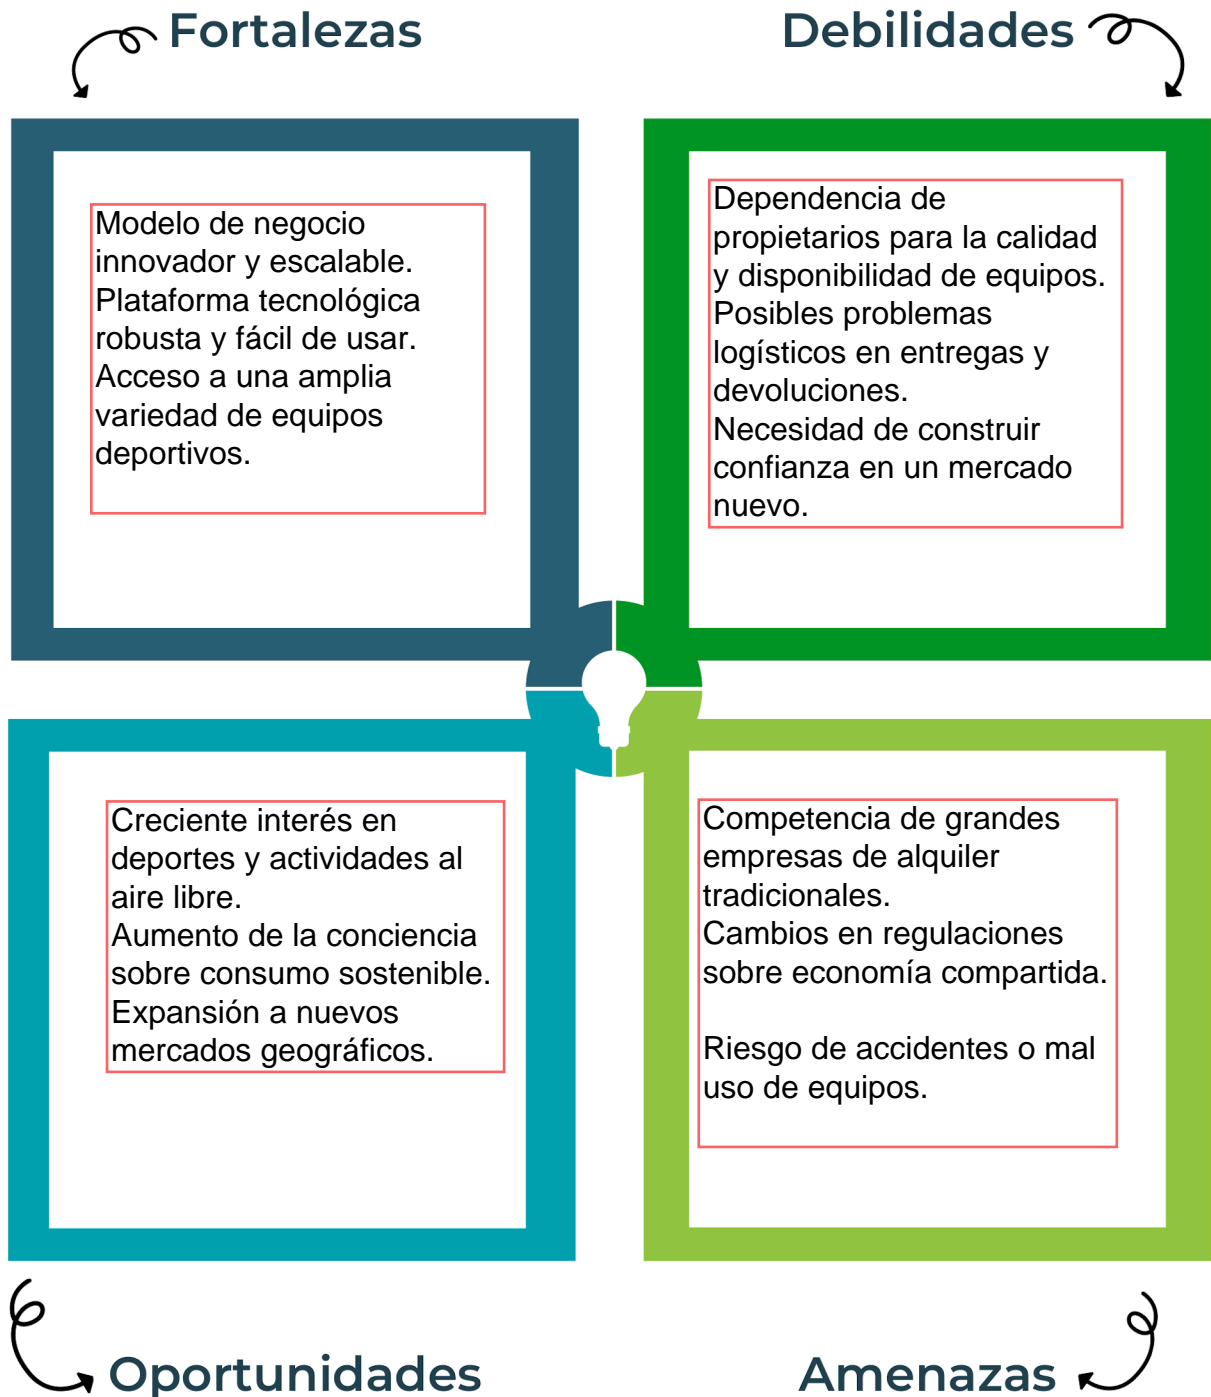 Fortalezas
Debilidades
Modelo de negocio
innovador y escalable.
Plataforma tecnológica
robusta y fácil de usar.
Acceso a una amplia
variedad de equipos
deportivos.
Dependencia de
propietarios para la calidad
y disponibilidad de equipos.
Posibles problemas
logísticos en entregas y
devoluciones.
Necesidad de construir
confianza en un mercado
nuevo.
Creciente interés en
deportes y actividades al
aire libre.
Aumento de la conciencia
sobre consumo sostenible.
Expansión a nuevos
mercados geográficos.
Competencia de grandes
empresas de alquiler
tradicionales.
Cambios en regulaciones
sobre economía compartida.
Riesgo de accidentes o mal
uso de equipos.
Oportunidades
Amenazas